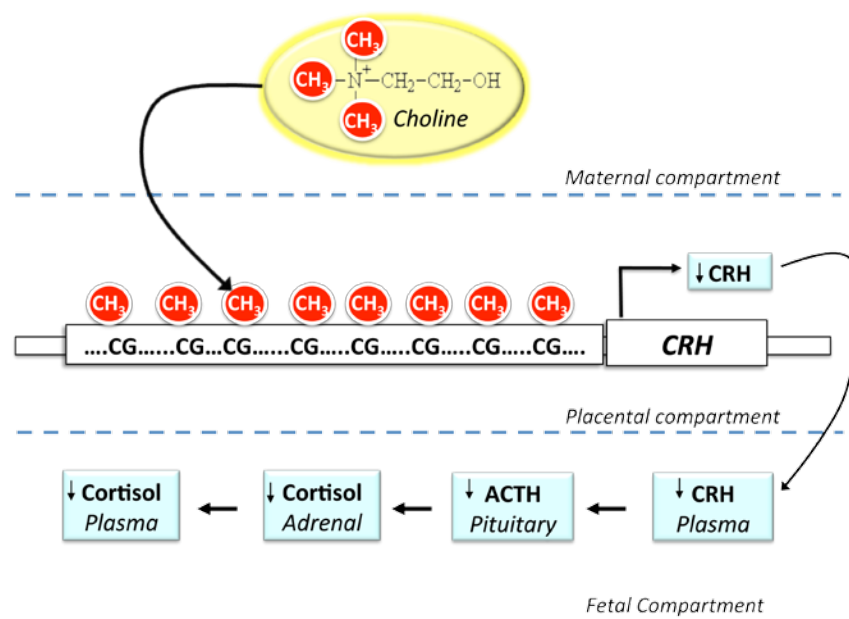 CH3
CH3 —N+—CH2—CH2—OH
CH3 Choline
Maternal compartment
↓ CRH
CH3 CH3 CH3 CH3 CH3 CH3 CH3 CH3
....CG......CG...CG......CG.....CG.....CG.....CG.....CG.... CRH
Placental compartment
↓ Cortisol ↓ Cortisol ↓ ACTH ↓ CRH
Plasma Adrenal Pituitary Plasma
Fetal Compartment